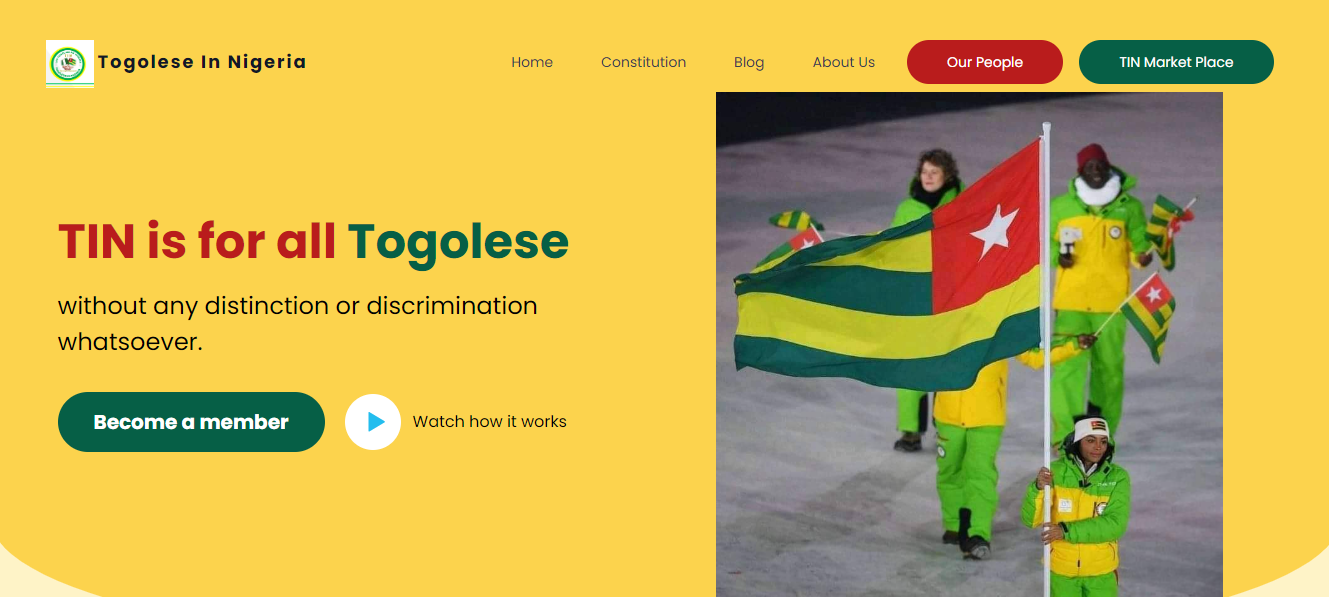 Togolese In Nigeria
Home
Constitution
Blog
About Us
Our People
TIN Market Place
TIN is for all Togolese
without any distinction or discrimination
whatsoever.
Become a member
Watch how it works